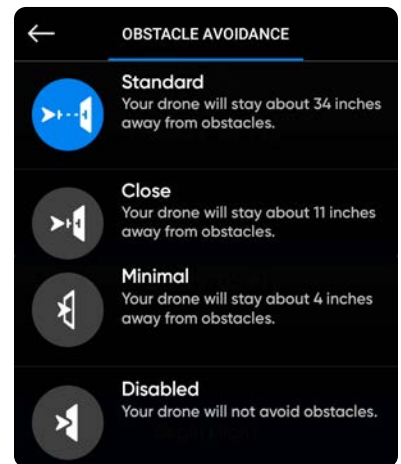 OBSTACLE AVOIDANCE
Standard
Your drone will stay about 34 inches
away from obstacles.
Close
Your drone will stay about 11 inches
away from obstacles.
Minimal
Your drone will stay about 4 inches
away from obstacles.
Disabled
Your drone will not avoid obstacles.